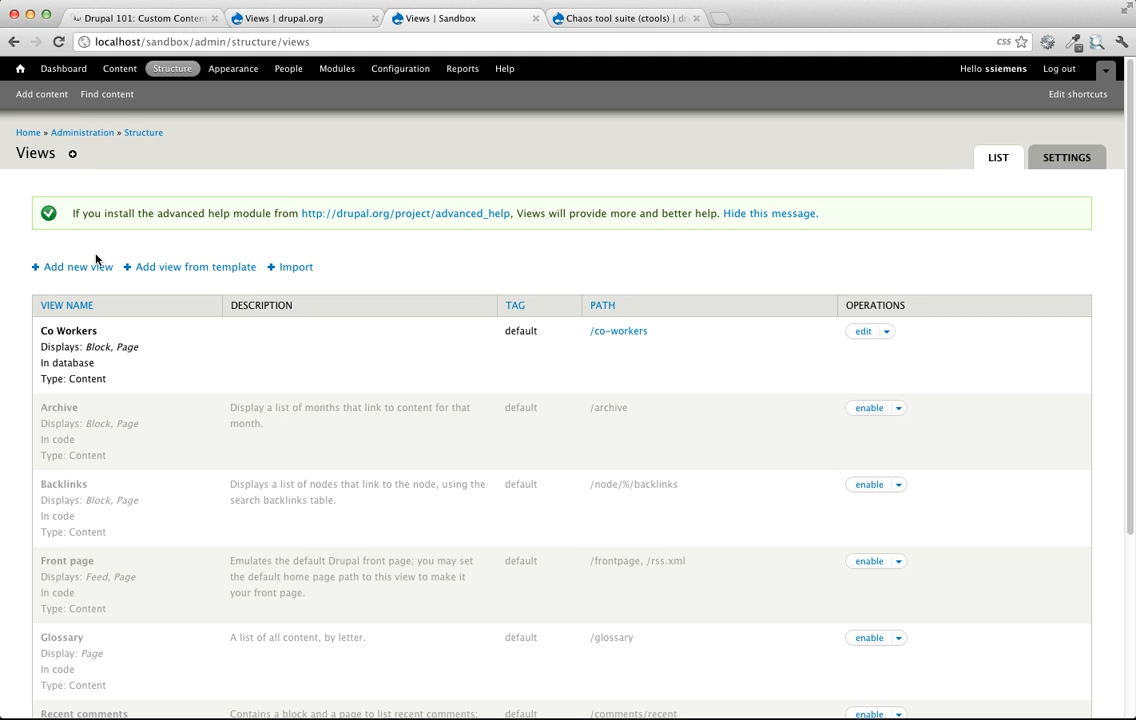 Drupal 101: Custom Conten
Views | drupal.org
Views | Sandbox
Chaos tool suite (ctools) | d
localhost/sandbox/admin/structure/views
CSS
Dashboard Content Structure Appearance People Modules Configuration Reports Help
Hello ssiemens Log out
Add content Find content
Edit shortcuts
Home » Administration » Structure
Views
LIST SETTINGS
If you install the advanced help module from http://drupal.org/project/advanced_help, Views will provide more and better help. Hide this message.
+ Add new view + Add view from template + Import
VIEW NAME DESCRIPTION TAG PATH OPERATIONS
Co Workers default /co-workers edit
Displays: Block, Page
In database
Type: Content
Archive Display a list of months that link to content for that default /archive enable
Displays: Block, Page month.
In code
Type: Content
Backlinks Displays a list of nodes that link to the node, using the default /node/%/backlinks enable
Displays: Block, Page search backlinks table.
In code
Type: Content
Front page Emulates the default Drupal front page; you may set default /frontpage, /rss.xml enable
Displays: Feed, Page the default home page path to this view to make it
In code your front page.
Type: Content
Glossary A list of all content, by letter. default /glossary enable
Display: Page
In code
Type: Content
Recent comments Contains a block and a page to list recent comments; default /comments/recent enable